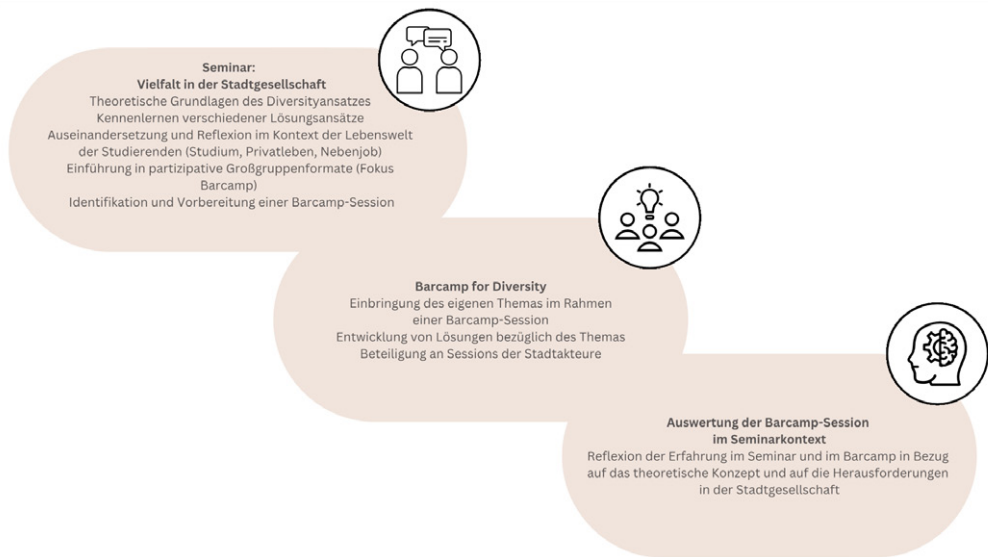 Seminar:
Vielfalt in der Stadtgesellschaft
Theoretische Grundlagen des Diversityansatzes
Kennenlernen verschiedener Lösungsansätze
Auseinandersetzung und Reflexion im Kontext der Lebenswelt
der Studierenden (Studium, Privatleben, Nebenjob)
Einführung in partizipative Großgruppenformate (Fokus
Barcamp)
Identifikation und Vorbereitung einer Barcamp-Session
Barcamp for Diversity
Einbringung des eigenen Themas im Rahmen
einer Barcamp-Session
Entwicklung von Lösungen bezüglich des Themas
Beteiligung an Sessions der Stadtakteure
Auswertung der Barcamp-Session
im Seminarkontext
Reflexion der Erfahrung im Seminar und im Barcamp in Bezug
auf das theoretische Konzept und auf die Herausforderungen
in der Stadtgesellschaft